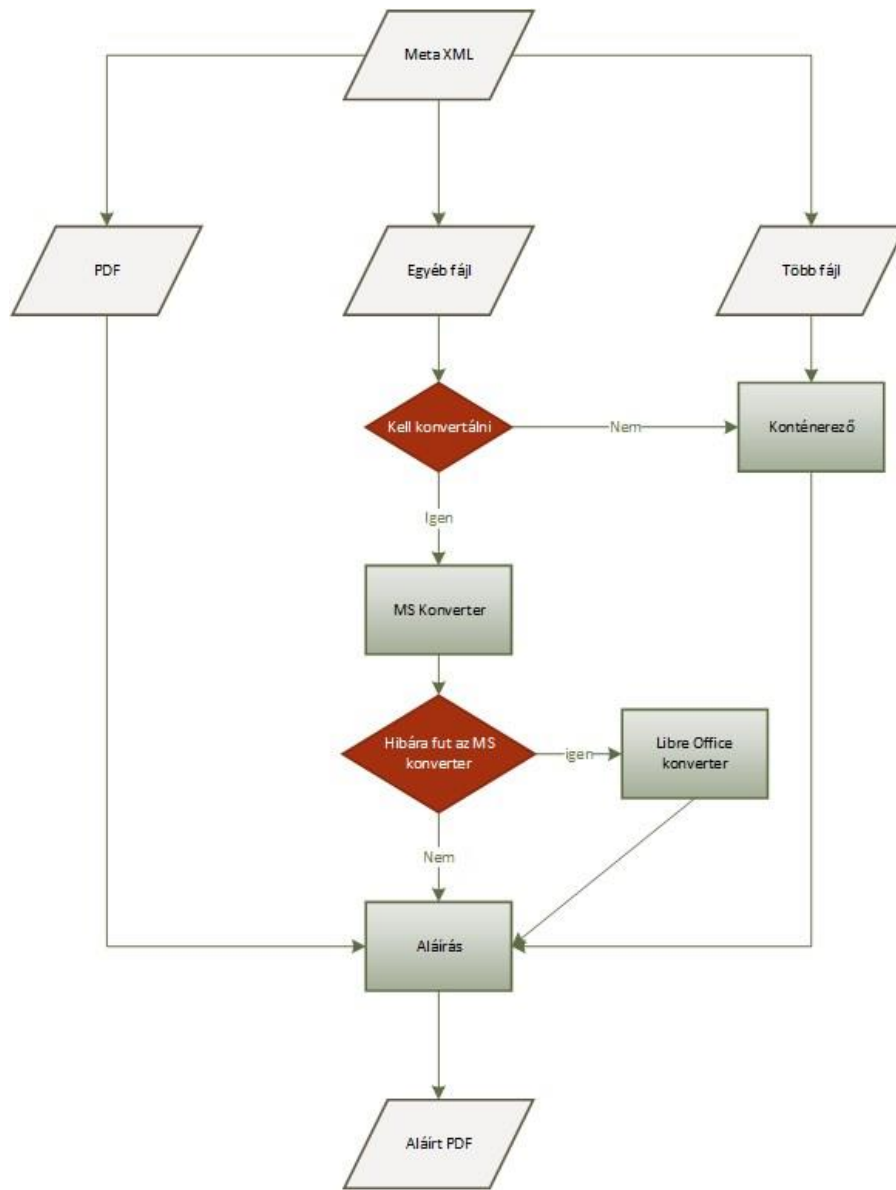 Meta XML
PDF
Egyéb fájl
Több fájl
Kell konvertálni
Nem
Konténerező
Igen
MS Konverter
Hibára fut az MS
konverter
igen
Libre Office
konverter
Nem
Aláírás
Aláírt PDF